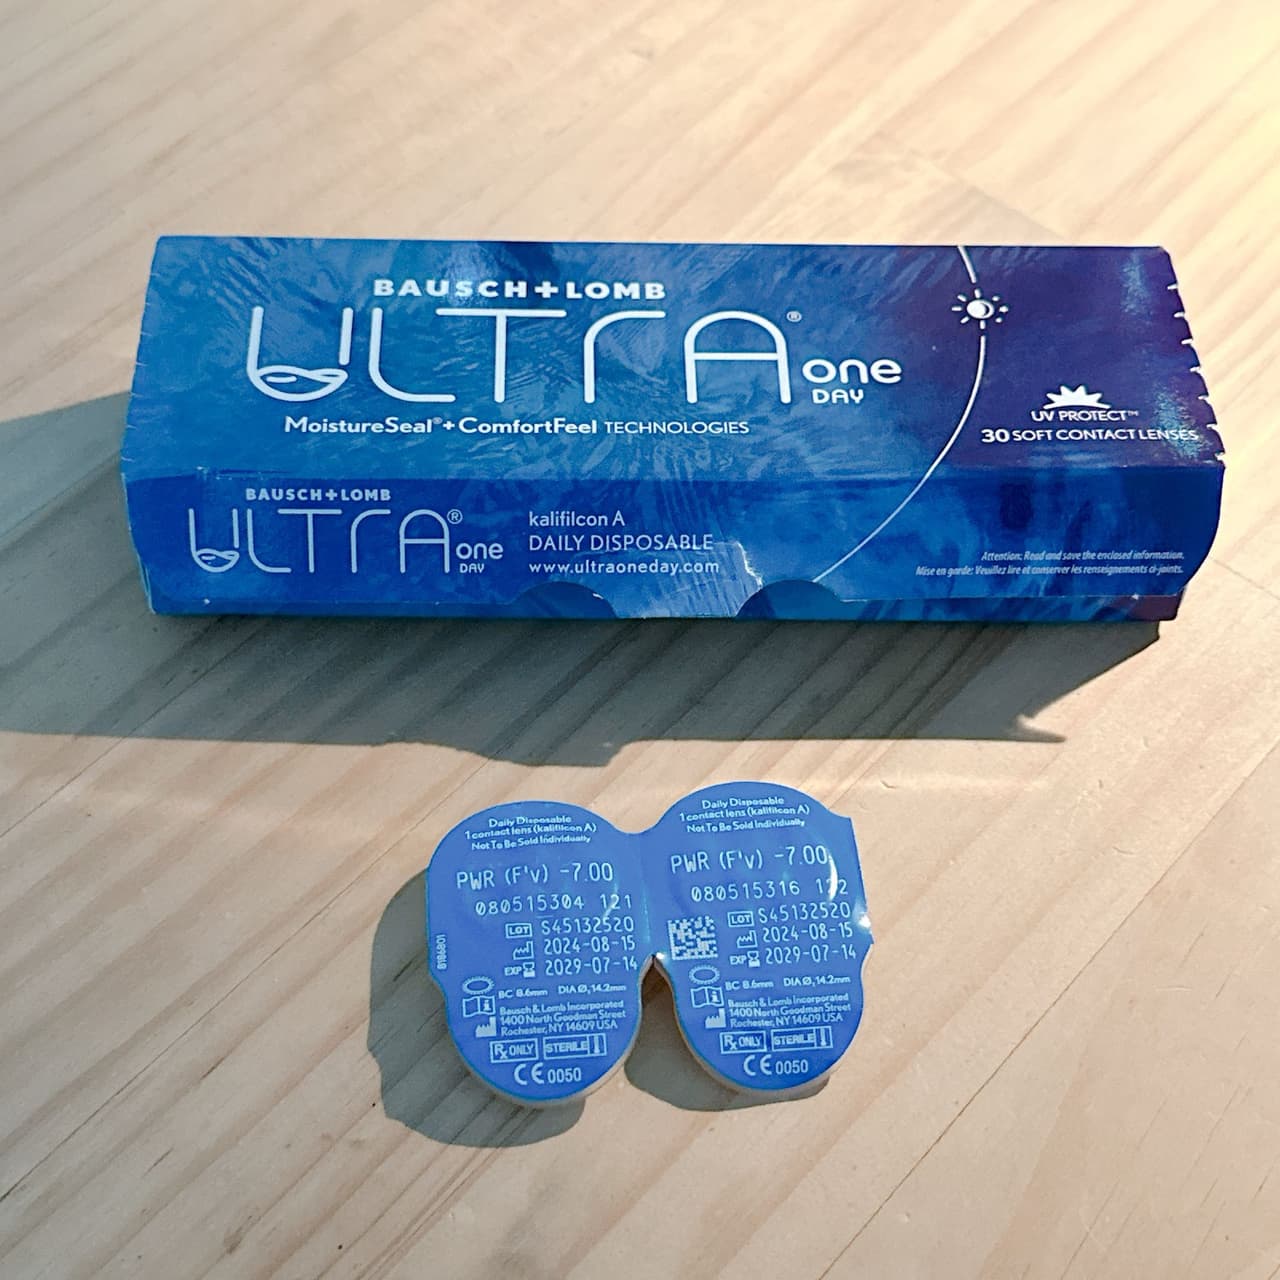 BAUSCH+LOMB
ULTRA® one DAY
MoistureSeal®+ComfortFeel TECHNOLOGIES
UV PROTECT™
30 SOFT CONTACT LENSES
BAUSCH+LOMB
ULTRA® one DAY
kalifilcon A
DAILY DISPOSABLE
www.ultraoneday.com
Attention: Read and save the enclosed information.
Mise en garde: Veuillez lire et conserver les renseignements ci-joints.
Daily Disposable
1 contact lens (kalifilcon A)
Not To Be Sold Individually
PWR (F'v) -7.00
080515304 121
LOT S45132520
2024-08-15
EXP 2029-07-14
8186801
BC 8.6mm DIA Ø,14.2mm
Bausch & Lomb Incorporated
1400 North Goodman Street
Rochester, NY 14609 USA
Rx ONLY STERILE
CE 0050
Daily Disposable
1 contact lens (kalifilcon A)
Not To Be Sold Individually
PWR (F'v) -7.00
080515316 122
LOT S45132520
2024-08-15
EXP 2029-07-14
BC 8.6mm DIA Ø,14.2mm
Bausch & Lomb Incorporated
1400 North Goodman Street
Rochester, NY 14609 USA
Rx ONLY STERILE
CE 0050